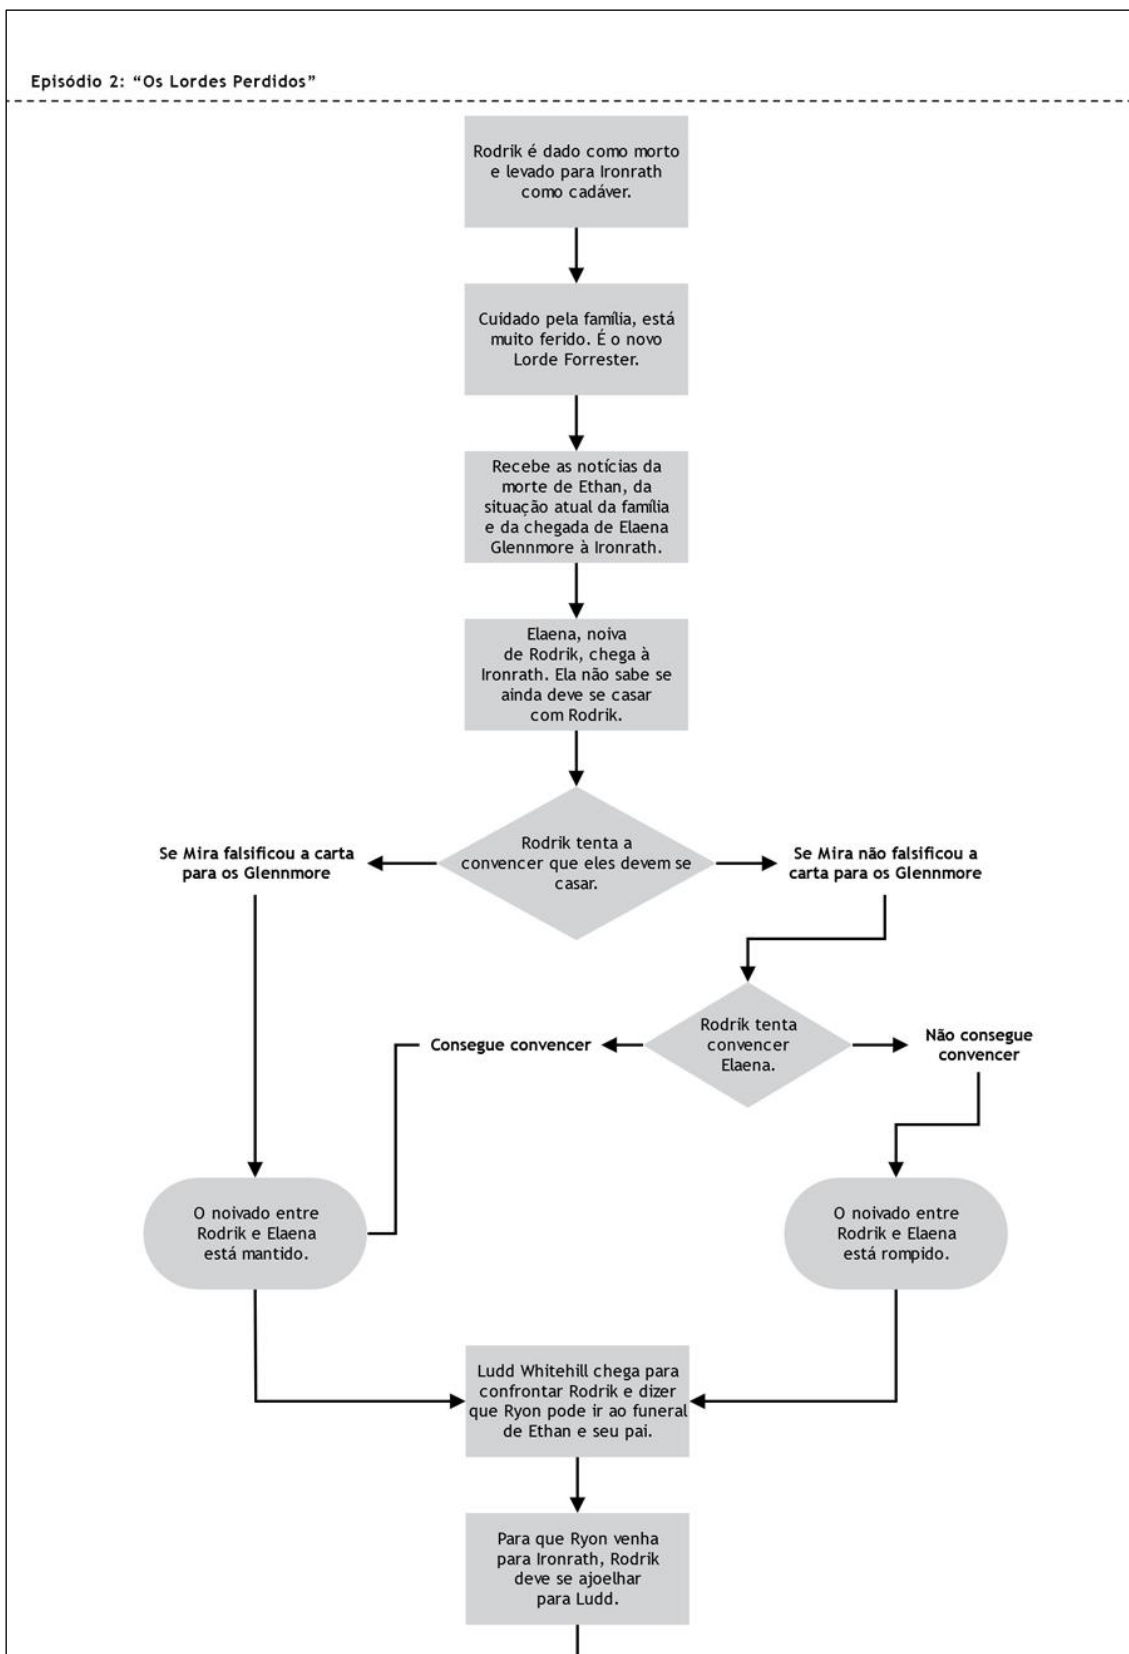 Episódio 2: “Os Lordes Perdidos”
Rodrik é dado como morto
e levado para Ironrath
como cadáver.
Cuidado pela família, está
muito ferido. É o novo
Lorde Forrester.
Recebe as notícias da
morte de Ethan, da
situação atual da família
e da chegada de Elaena
Glennmore à Ironrath.
Elaena, noiva
de Rodrik, chega à
Ironrath. Ela não sabe se
ainda deve se casar
com Rodrik.
Rodrik tenta a
convencer que eles devem se
casar.
Se Mira falsificou a carta
para os Glennmore
Se Mira não falsificou a
carta para os Glennmore
Rodrik tenta
convencer
Elaena.
Consegue convencer
Não consegue
convencer
O noivado entre
Rodrik e Elaena
está mantido.
O noivado entre
Rodrik e Elaena
está rompido.
Ludd Whitehill chega para
confrontar Rodrik e dizer
que Ryon pode ir ao funeral
de Ethan e seu pai.
Para que Ryon venha
para Ironrath, Rodrik
deve se ajoelhar
para Ludd.